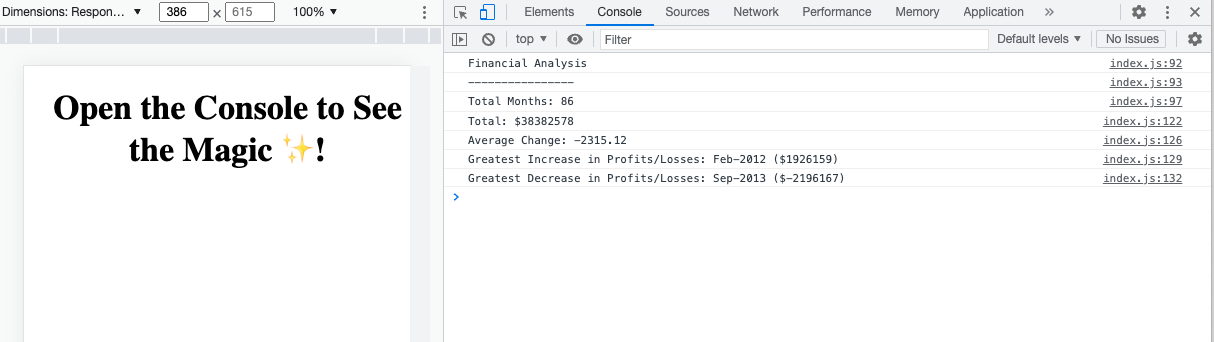 Dimensions: Respon… ▼ 386 × 615 100% ▼
Elements Console Sources Network Performance Memory Application »
top ▼ Filter Default levels ▼ No Issues
Open the Console to See
the Magic ✨!
Financial Analysis index.js:92
---------------- index.js:93
Total Months: 86 index.js:97
Total: $38382578 index.js:122
Average Change: -2315.12 index.js:126
Greatest Increase in Profits/Losses: Feb-2012 ($1926159) index.js:129
Greatest Decrease in Profits/Losses: Sep-2013 ($-2196167) index.js:132